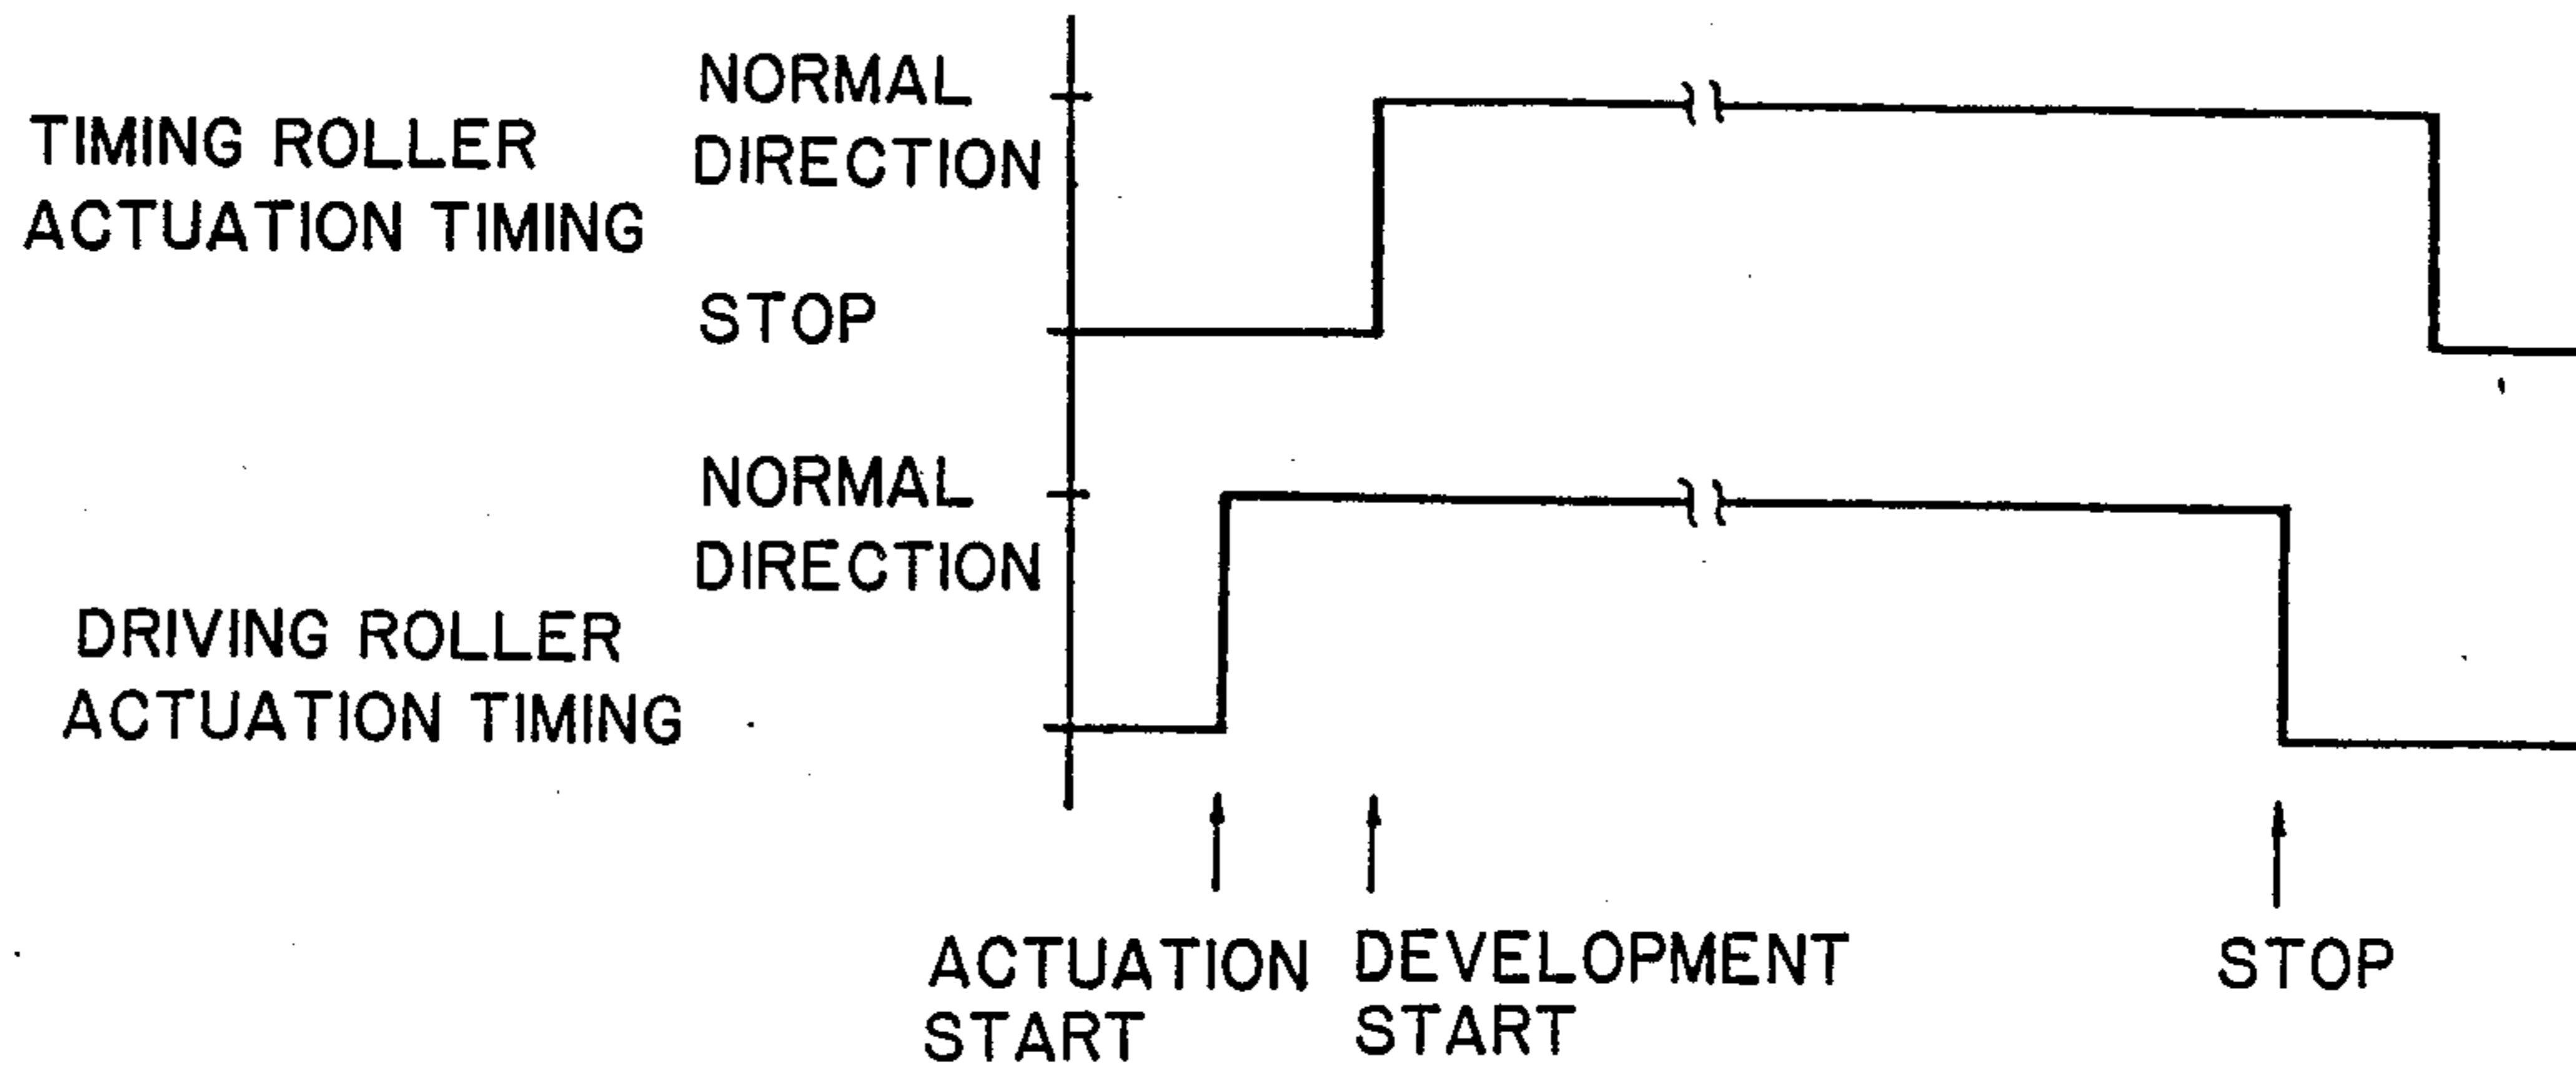 TIMING ROLLER
ACTUATION TIMING
NORMAL
DIRECTION
STOP
DRIVING ROLLER
ACTUATION TIMING
NORMAL
DIRECTION
ACTUATION
START
DEVELOPMENT
START
STOP